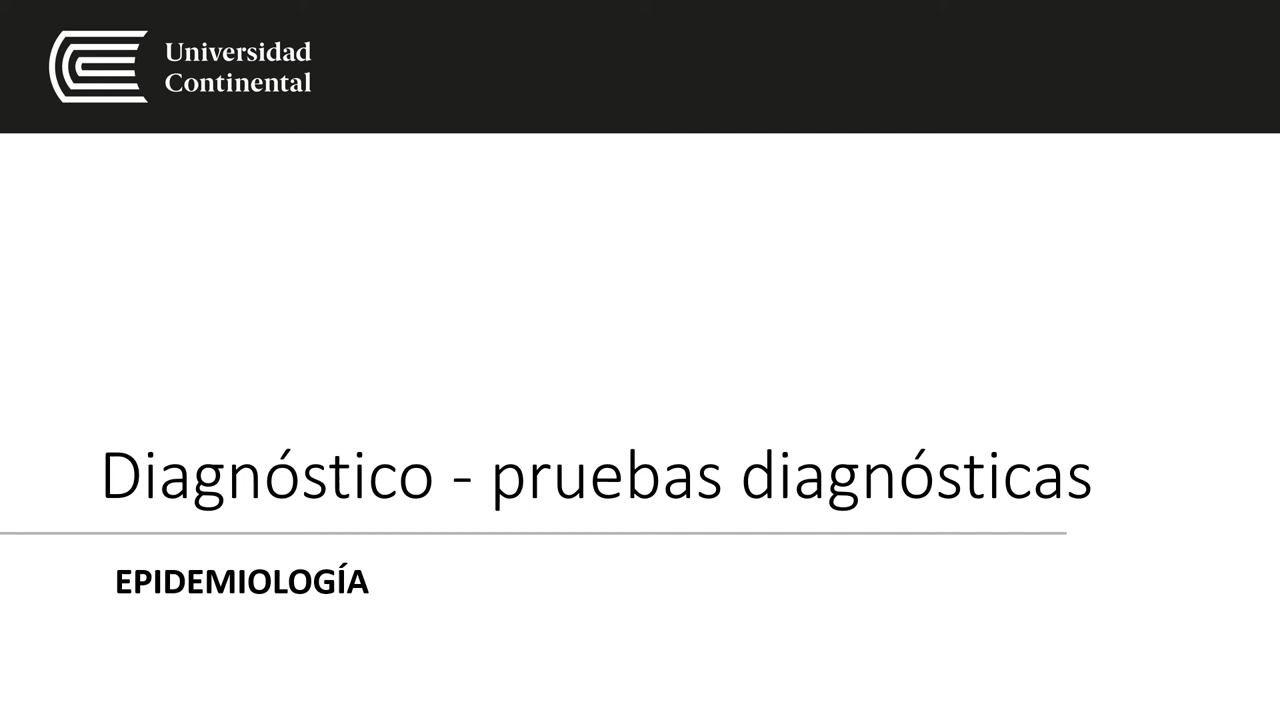 Universidad
Continental
Diagnóstico - pruebas diagnósticas
EPIDEMIOLOGÍA